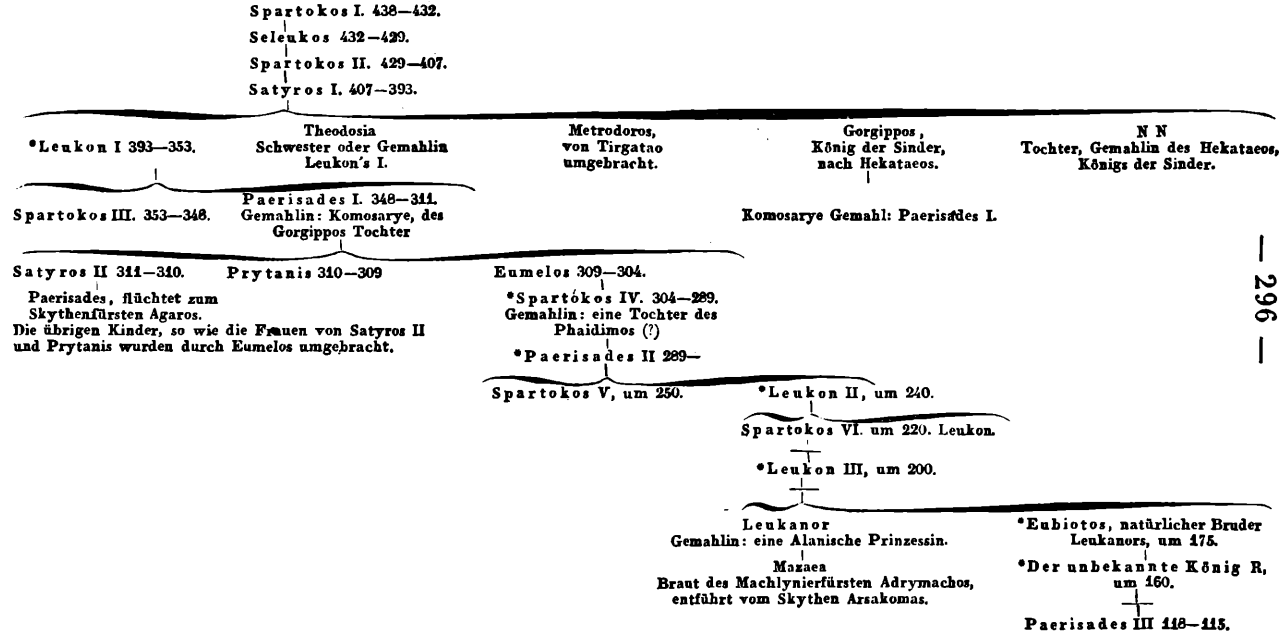 Spartokos I. 438—432.
Seleukos 432—429.
Spartokos II. 429—407.
Satyros I. 407—393.
*Leukon I 393—353.
Theodosia
Schwester oder Gemahlin
Leukon's I.
Metrodoros,
von Tirgatao
umgebracht.
Gorgippos,
König der Sinder,
nach Hekataeos.
N N
Tochter, Gemahlin des Hekataeos,
Königs der Sinder.
Spartokos III. 353—348.
Paerisades I. 348—311.
Gemahlin: Komosarye, des
Gorgippos Tochter
Komosarye Gemahl: Paerisades I.
Satyros II 311—310.
Prytanis 310—309
Eumelos 309—304.
Paerisades, flüchtet zum
Skythenfürsten Agaros.
Die übrigen Kinder, so wie die Frauen von Satyros II
und Prytanis wurden durch Eumelos umgebracht.
*Spartokos IV. 304—289.
Gemahlin: eine Tochter des
Phaidimos (?)
*Paerisades II 289—
Spartokos V, um 250.
*Leukon II, um 240.
Spartokos VI. um 220. Leukon.
*Leukon III, um 200.
Leukanor
Gemahlin: eine Alanische Prinzessin.
Mazaea
Braut des Machlynierfürsten Adrymachos,
entführt vom Skythen Arsakomas.
*Eubiotos, natürlicher Bruder
Leukanors, um 175.
*Der unbekannte König R,
um 160.
Paerisades III 118—115.
— 296 —